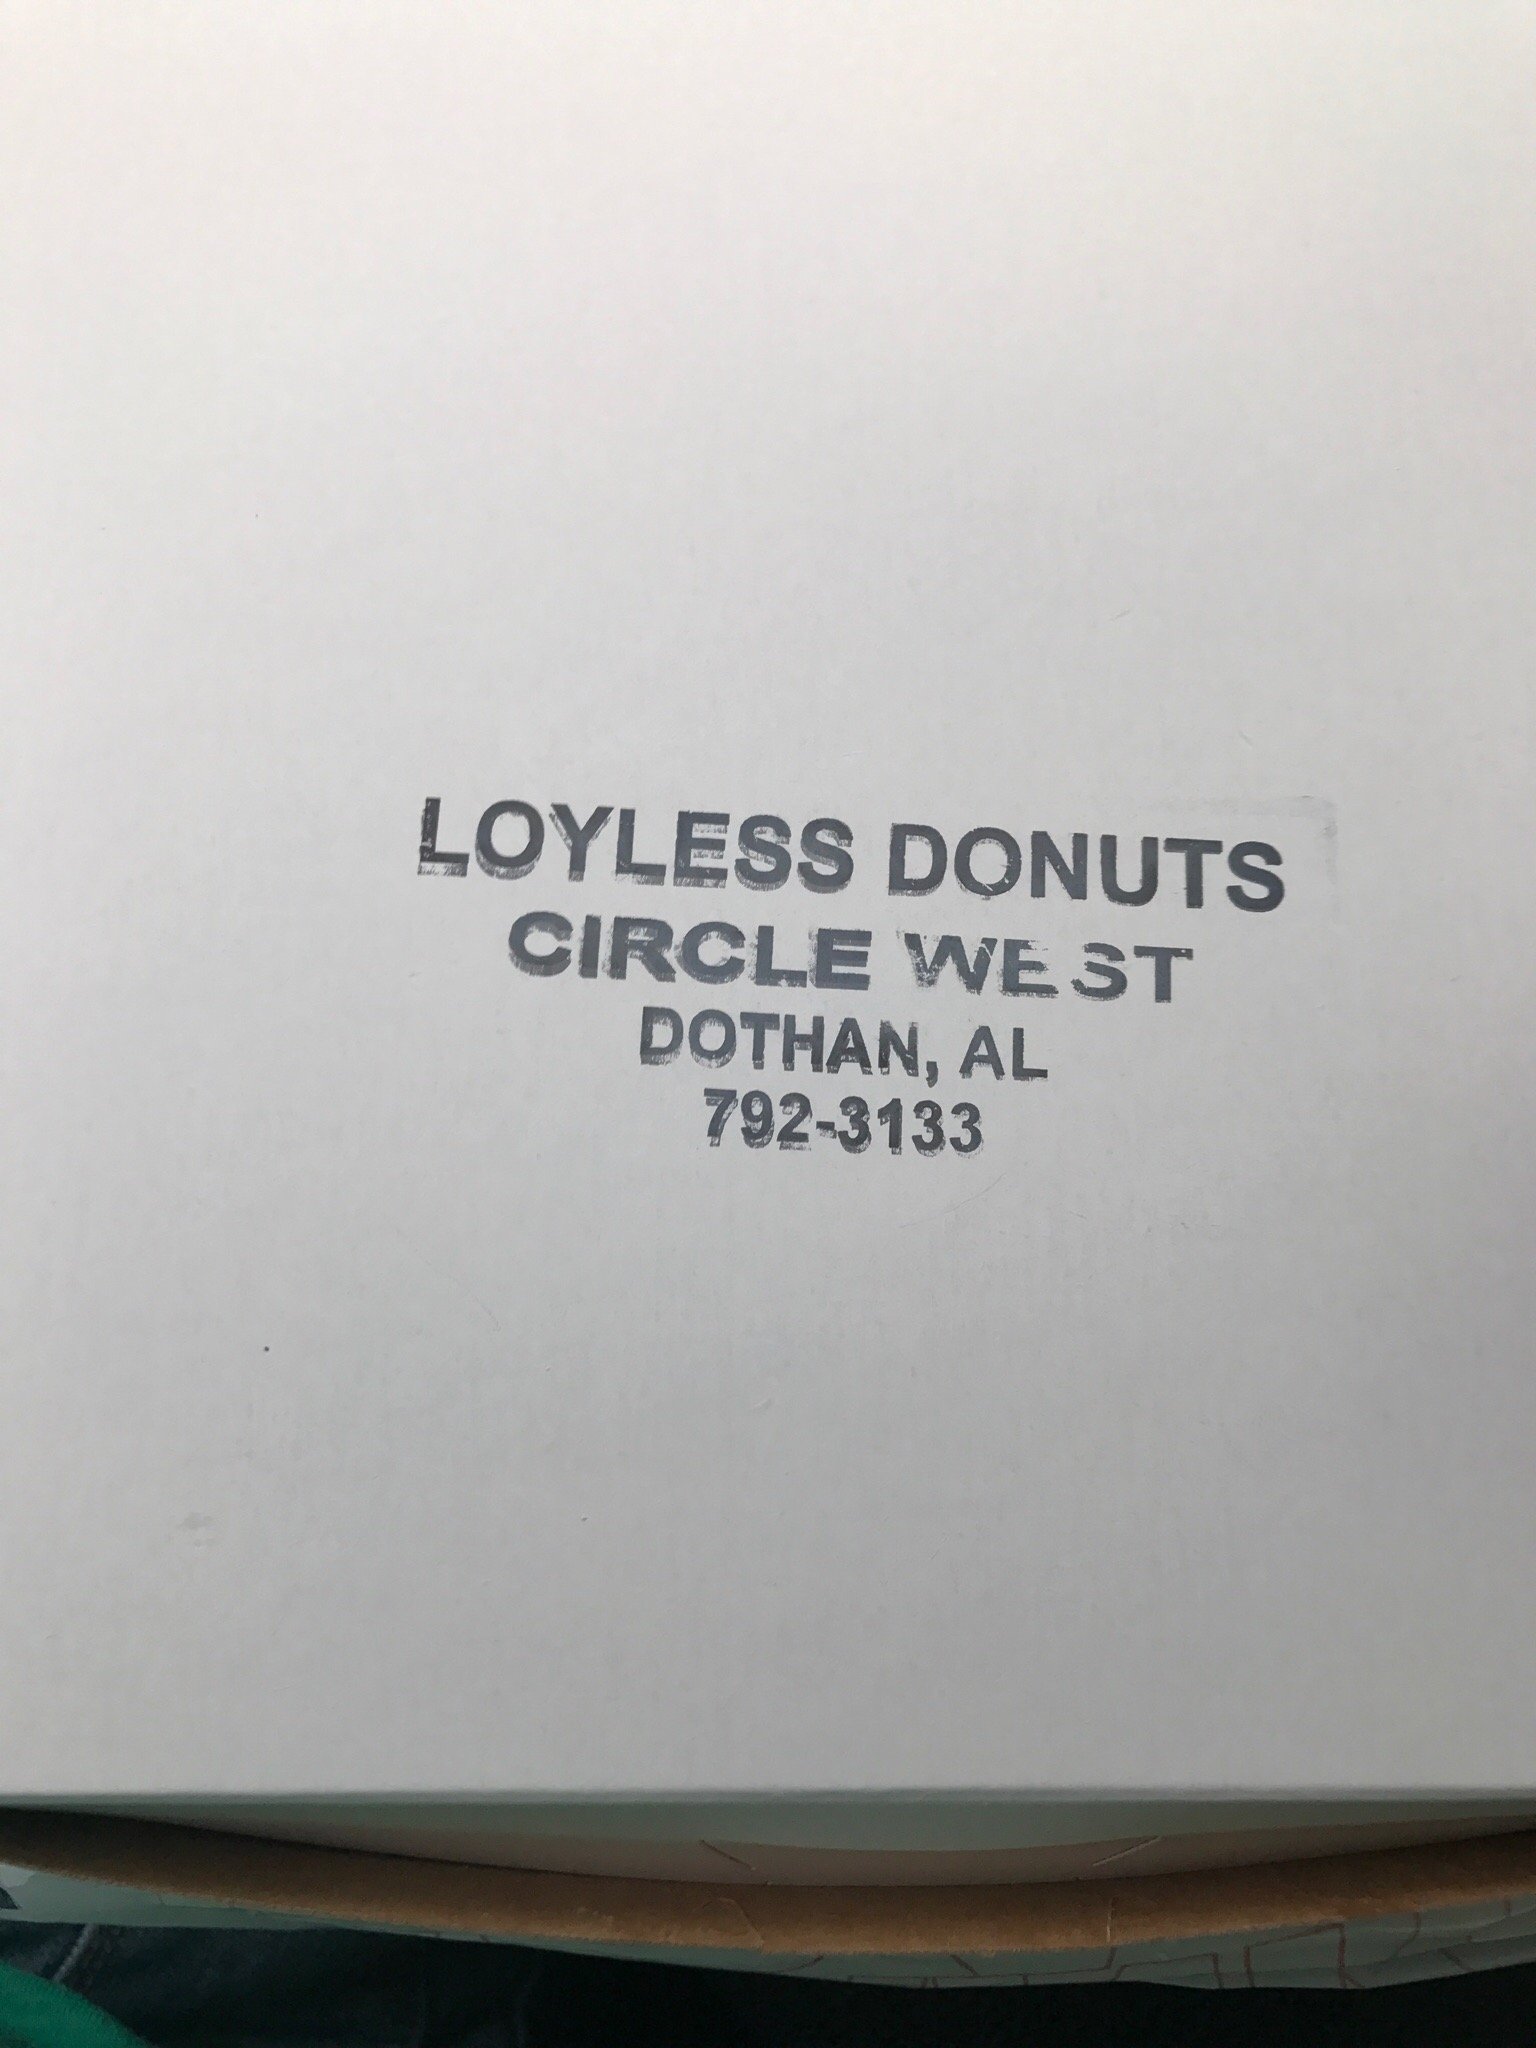 LOYLESS DONUTS
CIRCLE WEST
DOTHAN, AL
792-3133